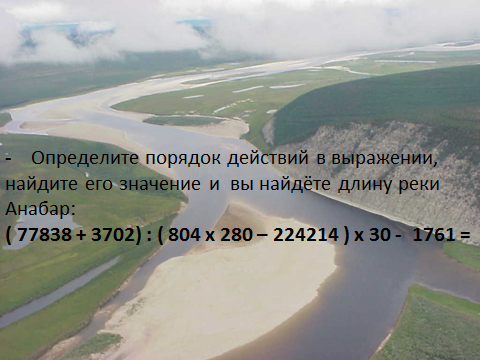 - Определите порядок действий в выражении,
найдите его значение и вы найдёте длину реки
Анабар:
( 77838 + 3702) : ( 804 х 280 – 224214 ) х 30 - 1761 =